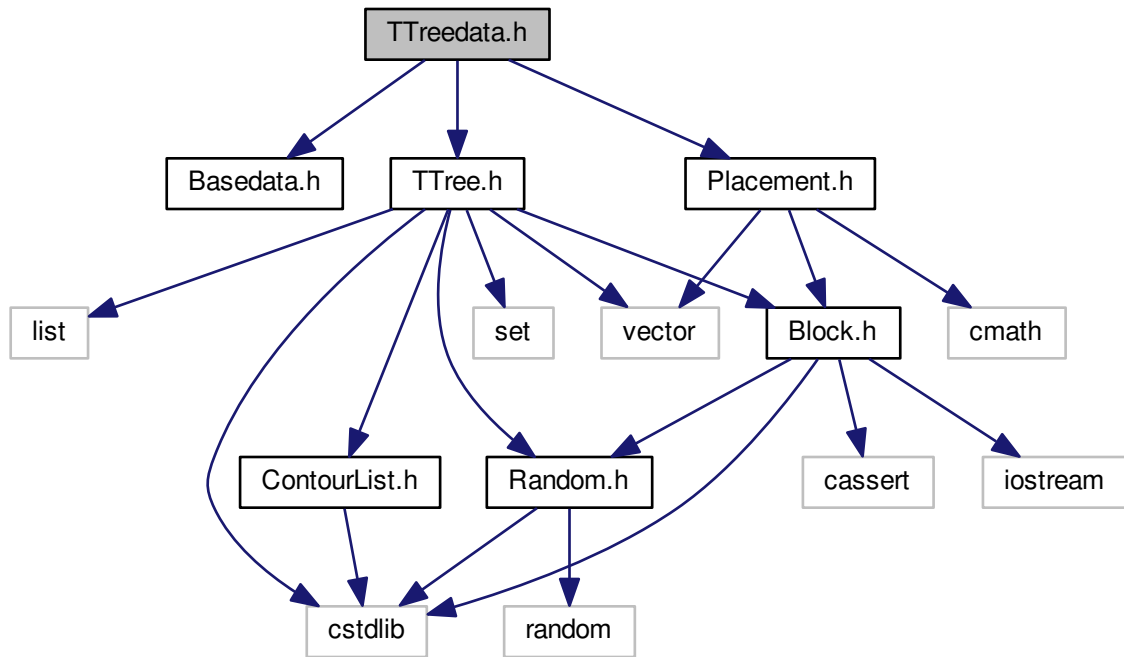 TTreedata.h
Basedata.h
TTree.h
Placement.h
list
set
vector
Block.h
cmath
ContourList.h
Random.h
cassert
iostream
cstdlib
random